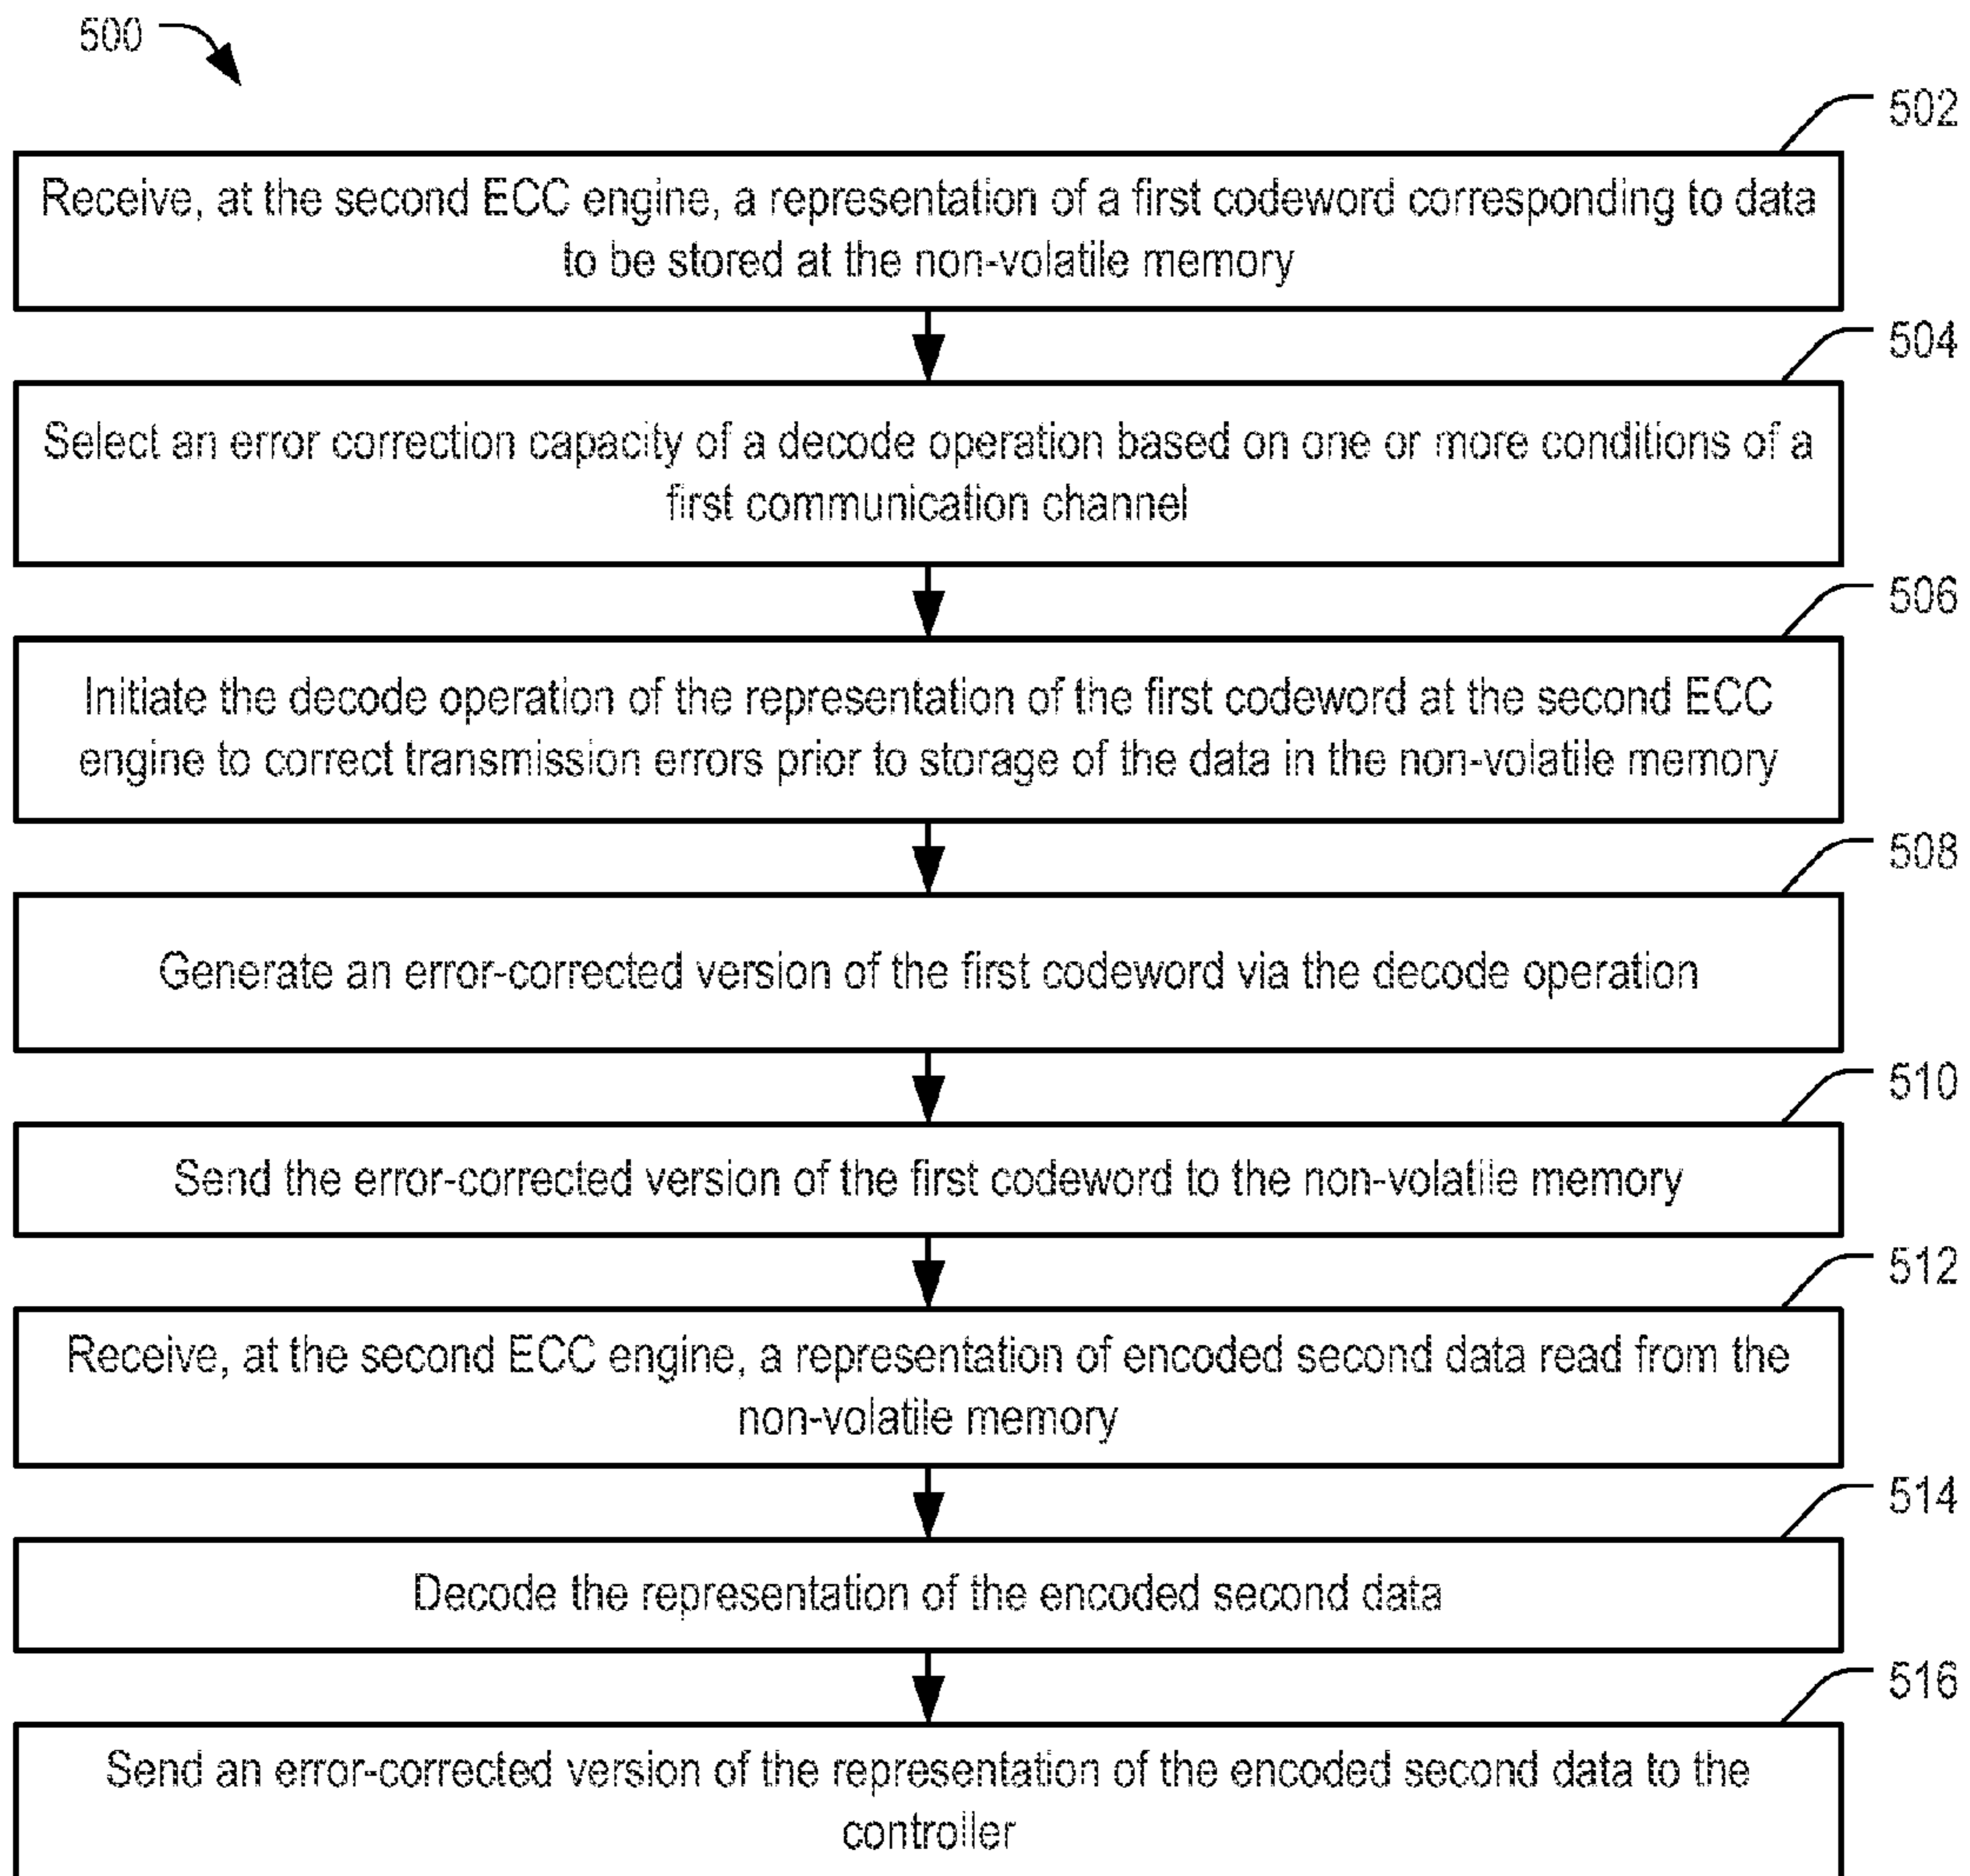 500
502
Receive, at the second ECC engine, a representation of a first codeword corresponding to data
to be stored at the non-volatile memory
504
Select an error correction capacity of a decode operation based on one or more conditions of a
first communication channel
506
Initiate the decode operation of the representation of the first codeword at the second ECC
engine to correct transmission errors prior to storage of the data in the non-volatile memory
508
Generate an error-corrected version of the first codeword via the decode operation
510
Send the error-corrected version of the first codeword to the non-volatile memory
512
Receive, at the second ECC engine, a representation of encoded second data read from the
non-volatile memory
514
Decode the representation of the encoded second data
516
Send an error-corrected version of the representation of the encoded second data to the
controller